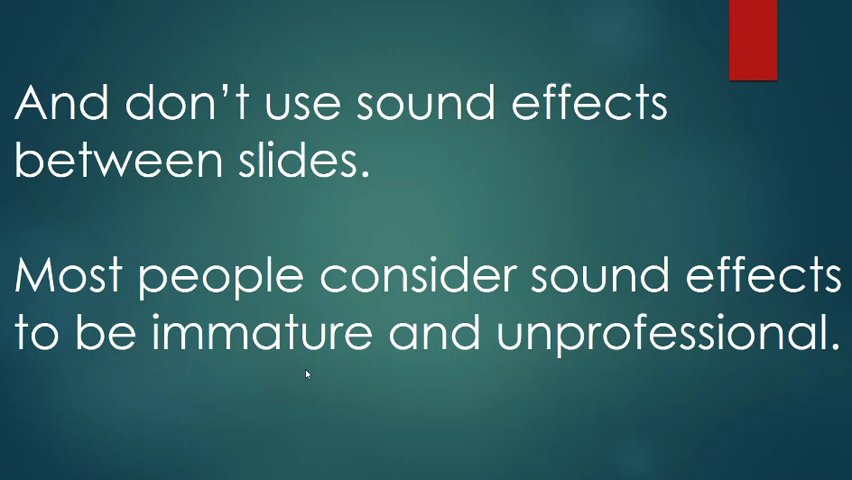 And don’t use sound effects
between slides.
Most people consider sound effects
to be immature and unprofessional.